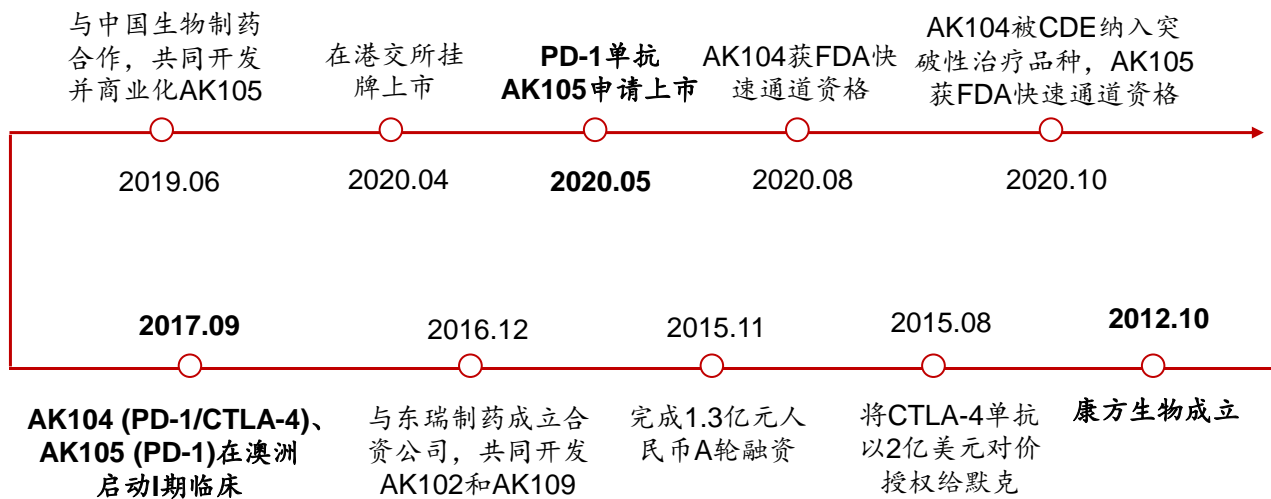 与中国生物制药
合作，共同开发
并商业化AK105
在港交所挂
牌上市
PD-1单抗
AK105申请上市
AK104获FDA快
速通道资格
AK104被CDE纳入突
破性治疗品种，AK105
获FDA快速通道资格
2019.06
2020.04
2020.05
2020.08
2020.10
2017.09
2016.12
2015.11
2015.08
2012.10
AK104 (PD-1/CTLA-4)、
AK105 (PD-1)在澳洲
启动I期临床
与东瑞制药成立合
资公司，共同开发
AK102和AK109
完成1.3亿元人
民币A轮融资
将CTLA-4单抗
以2亿美元对价
授权给默克
康方生物成立